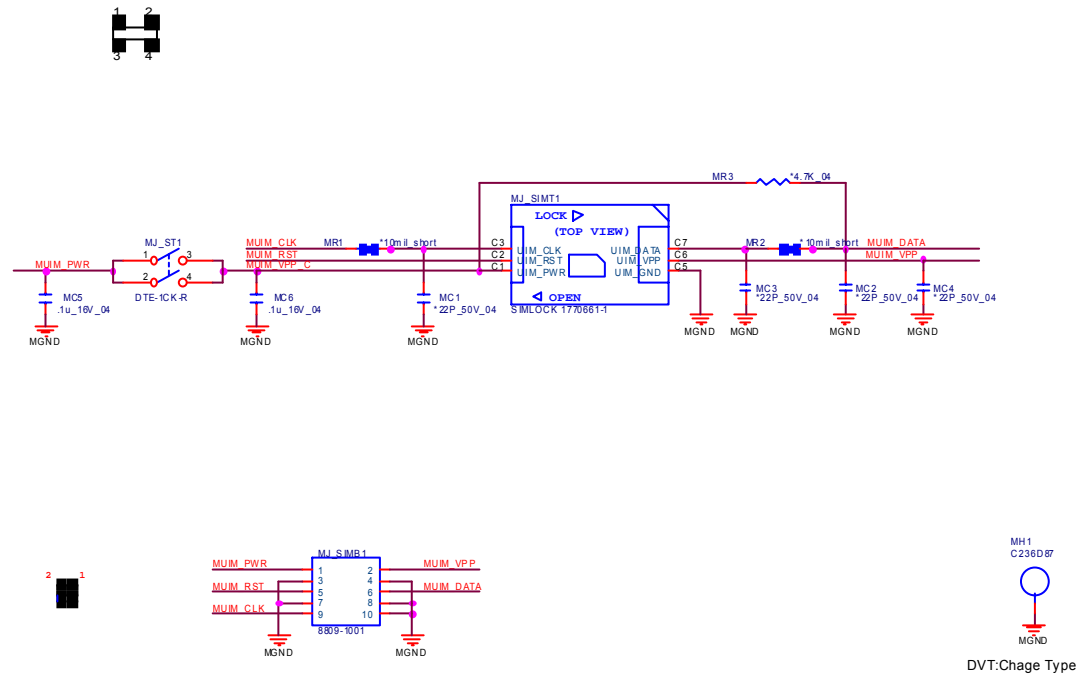 1 2
3 4
MR3 *4.7K_04
MJ_SIMT1
LOCK
(TOP VIEW)
MJ_ST1
MUIM_CLK MR1 *10mil_short C3 UIM_CLK UIM_DATA C7 MR2 *10mil_short MUIM_DATA
MUIM_RST C2 UIM_RST UIM_VPP C6 MUIM_VPP
MUIM_PWR 1 3 MUIM_VPP_C C1 UIM_PWR UIM_GND C5
2 4
OPEN
DTE-1CK-R
SIMLOCK 1770661-1
MC5
.1u_16V_04
MC6
.1u_16V_04
MC1
*22P_50V_04
MC3
*22P_50V_04
MC2
*22P_50V_04
MC4
*22P_50V_04
MGND MGND MGND MGND MGND MGND MGND
MH1
C236D87
MJ_SIMB1
2 1
MUIM_PWR 1 2 MUIM_VPP
3 4
MUIM_RST 5 6 MUIM_DATA
7 8
MUIM_CLK 9 10
8809-1001
MGND MGND MGND
DVT:Chage Type